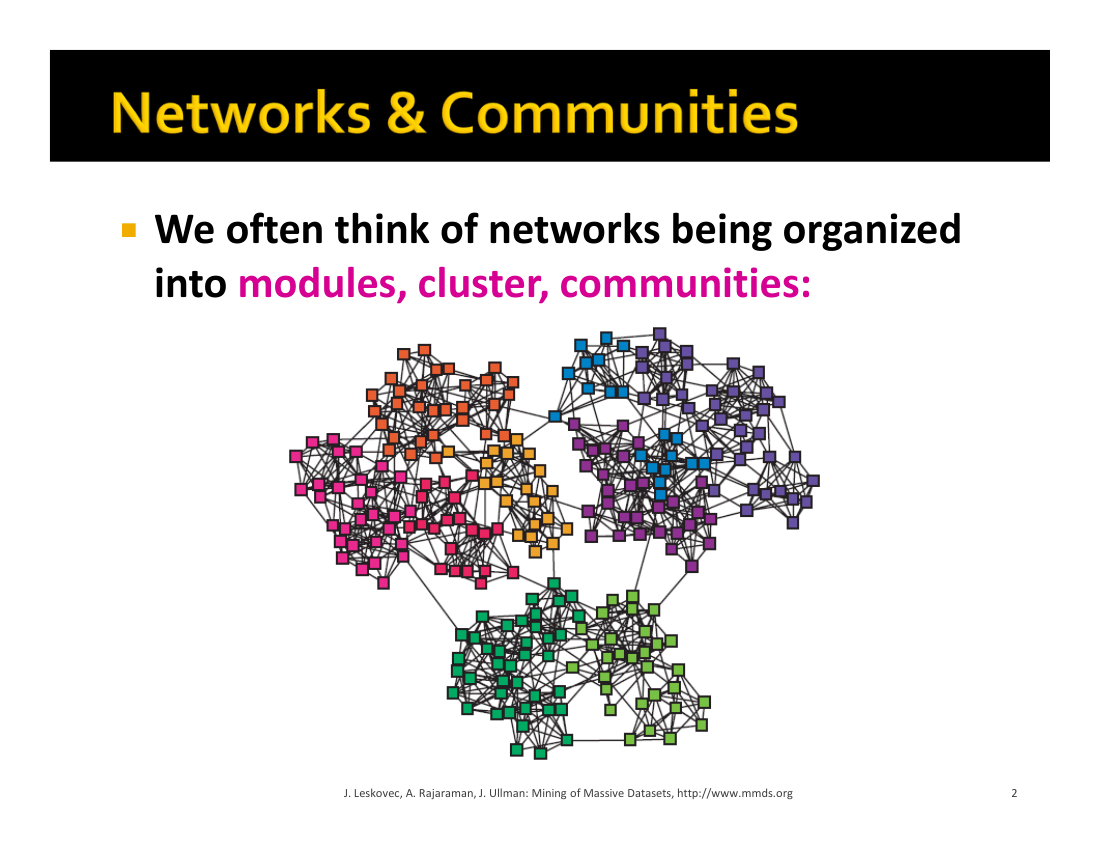 Networks & Communities
We often think of networks being organized
into modules, cluster, communities:
J. Leskovec, A. Rajaraman, J. Ullman: Mining of Massive Datasets, http://www.mmds.org
2